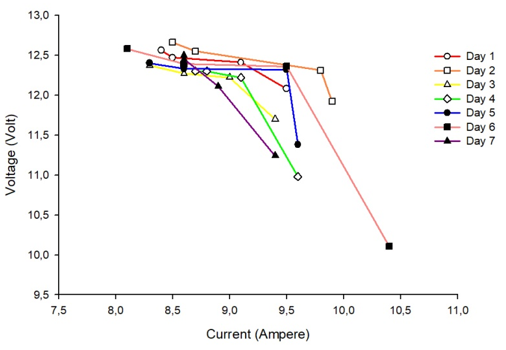 13,0
12,5
12,0
11,5
11,0
10,5
10,0
9,5
Voltage (Volt)
7,5 8,0 8,5 9,0 9,5 10,0 10,5 11,0
Current (Ampere)
Day 1
Day 2
Day 3
Day 4
Day 5
Day 6
Day 7